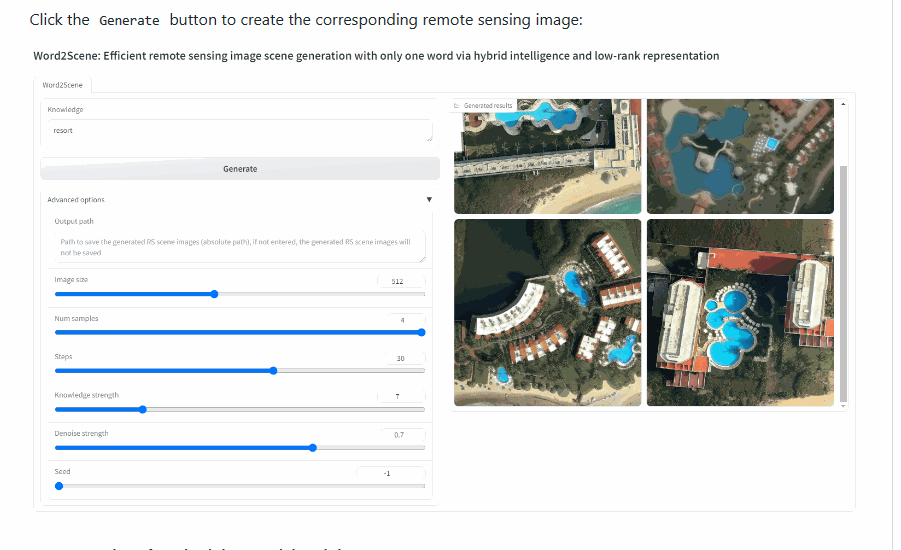 Click the Generate button to create the corresponding remote sensing image:
Word2Scene: Efficient remote sensing image scene generation with only one word via hybrid intelligence and low-rank representation
Word2Scene
Knowledge
resort
Generate
Advanced options
Output path
Path to save the generated RS scene images (absolute path), if not entered, the generated RS scene images will
not be saved
Image size
512
Num samples
4
Steps
30
Knowledge strength
7
Denoise strength
0.7
Seed
-1
Generated results